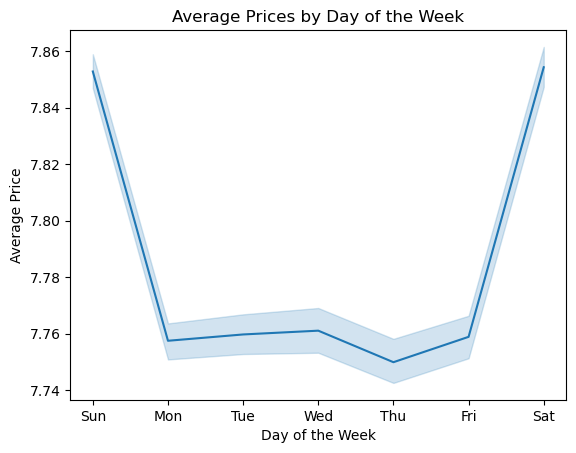 Average Prices by Day of the Week
7.86
7.84
7.82
7.80
7.78
7.76
7.74
Average Price
Sun Mon Tue Wed Thu Fri Sat
Day of the Week